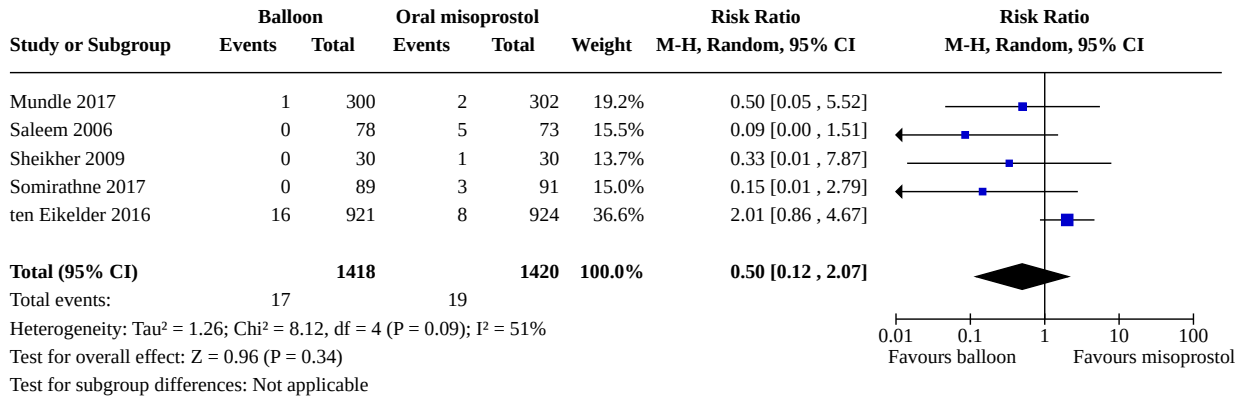 Balloon Oral misoprostol Risk Ratio Risk Ratio
Study or Subgroup Events Total Events Total Weight M-H, Random, 95% CI M-H, Random, 95% CI
Mundle 2017 1 300 2 302 19.2% 0.50 [0.05 , 5.52]
Saleem 2006 0 78 5 73 15.5% 0.09 [0.00 , 1.51]
Sheikher 2009 0 30 1 30 13.7% 0.33 [0.01 , 7.87]
Somirathne 2017 0 89 3 91 15.0% 0.15 [0.01 , 2.79]
ten Eikelder 2016 16 921 8 924 36.6% 2.01 [0.86 , 4.67]
Total (95% CI) 1418 1420 100.0% 0.50 [0.12 , 2.07]
Total events: 17 19
Heterogeneity: Tau² = 1.26; Chi² = 8.12, df = 4 (P = 0.09); I² = 51%
0.01 0.1 1 10 100
Test for overall effect: Z = 0.96 (P = 0.34) Favours balloon Favours misoprostol
Test for subgroup differences: Not applicable